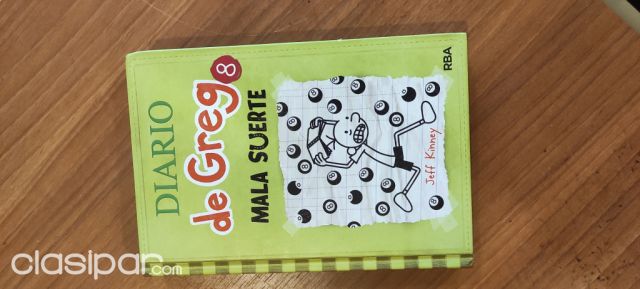 DIARIO
de Greg 8
MALA SUERTE
Jeff Kinney
RBA
clasipar.com